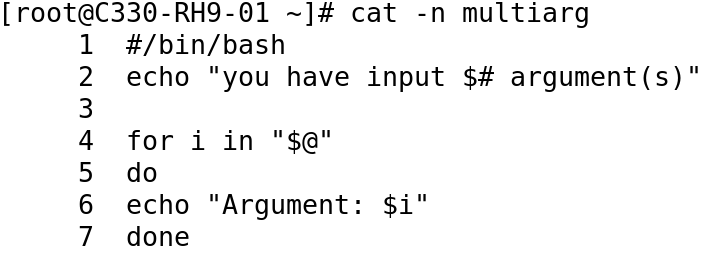 [root@C330-RH9-01 ~]# cat -n multiarg
     1  #/bin/bash
     2  echo "you have input $# argument(s)"
     3
     4  for i in "$@"
     5  do
     6  echo "Argument: $i"
     7  done